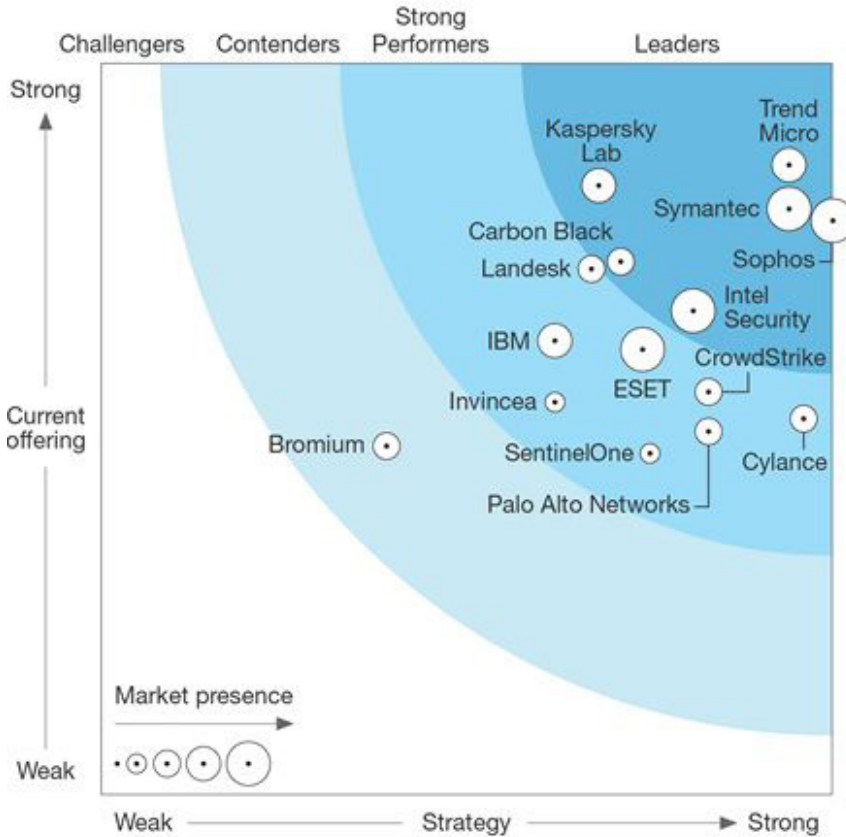 Challengers
Contenders
Strong
Performers
Leaders
Strong
Trend
Micro
Kaspersky
Lab
Symantec
Carbon Black
Landesk
Sophos
Intel
Security
IBM
CrowdStrike
ESET
Invincea
Current
offering
Bromium
SentinelOne
Cylance
Palo Alto Networks
Market presence
Weak
Weak
Strategy
Strong